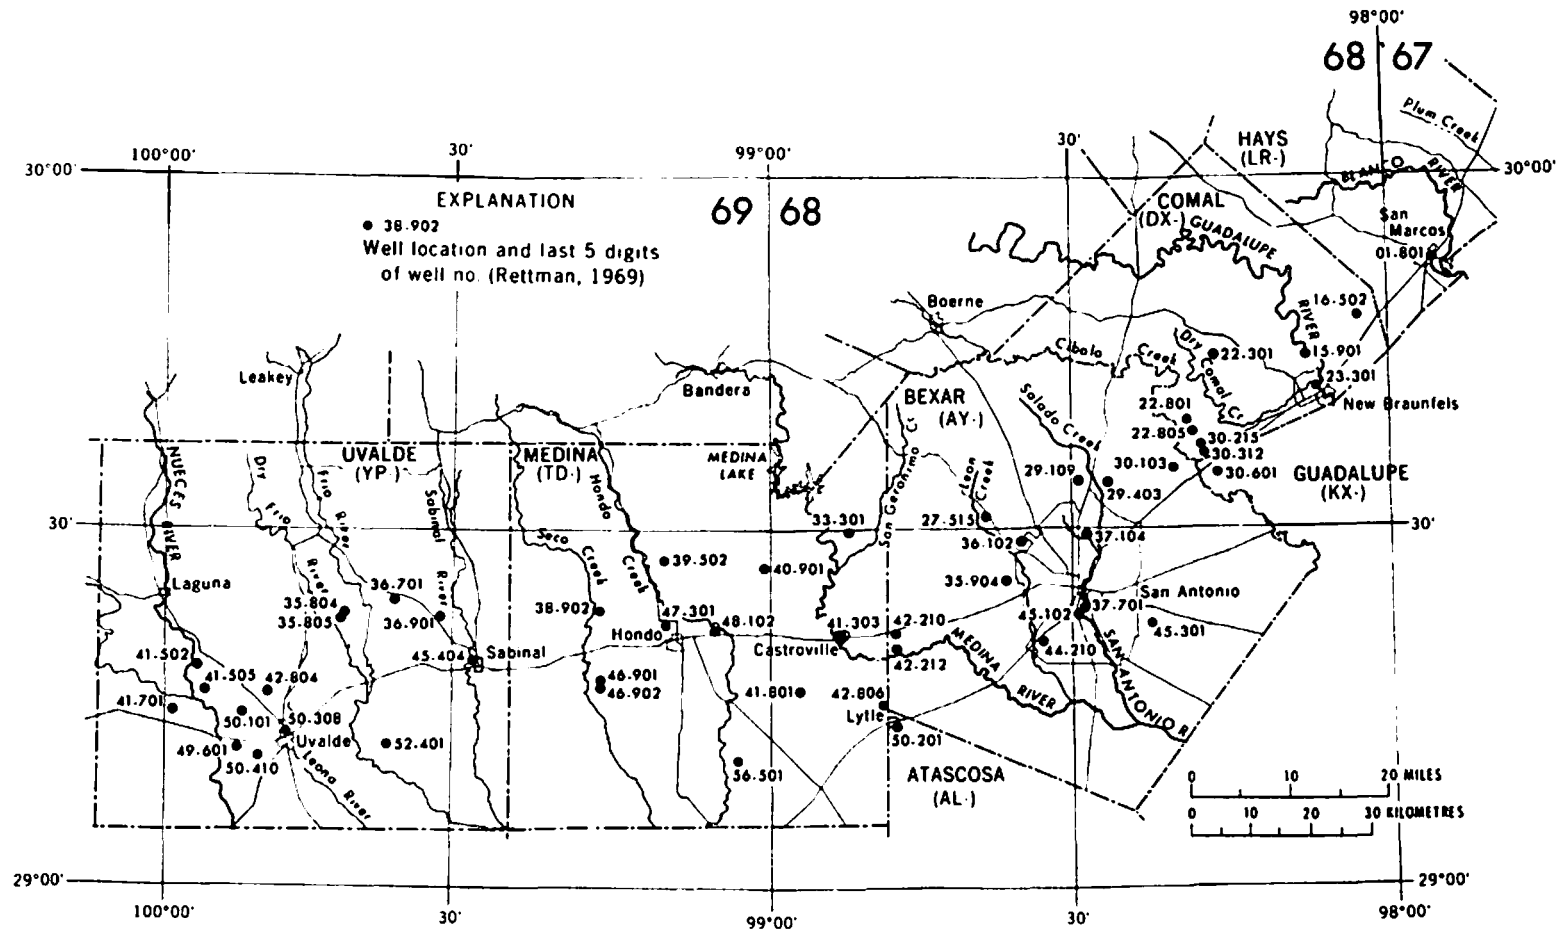 98°00'
68 67
Plum Creek
HAYS
(LR-)
30'
100°00'
30'
99°00'
30°00'
30°00'
BLANCO RIVER
EXPLANATION
69 68
COMAL
(DX-)
GUADALUPE RIVER
San
Marcos
01-801
38-902
Well location and last 5 digits
of well no. (Rettman, 1969)
Boerne
16-502
Cibolo Creek
Dry Comal Cr.
22-301
15-901
Leakey
Bandera
23-301
New Braunfels
BEXAR
(AY-)
Salado Creek
22-801
22-805
30-215
30-312
NUECES RIVER
Dry Frio River
Frio River
UVALDE
(YP-)
Sabinal River
MEDINA
(TD-)
Hondo Creek
MEDINA
LAKE
San Geronimo Cr
Leon Creek
30-103
30-601
GUADALUPE
(KX-)
29-109
29-403
30'
33-301
27-515
30'
Seco Creek
36-102
37-104
39-502
40-901
35-904
Laguna
36-701
San Antonio
35-804
35-805
38-902
36-901
47-301
48-102
41-303
42-210
45-102
37-701
45-301
Hondo
Castroville
41-502
45-404
Sabinal
42-212
MEDINA RIVER
44-210
SAN ANTONIO R.
41-505
42-804
46-901
46-902
41-801
42-806
41-701
50-101
50-308
Lytle
49-601
Uvalde
52-401
50-201
50-410
Leona River
56-501
ATASCOSA
(AL-)
0 10 20 MILES
0 10 20 30 KILOMETRES
29°00'
29°00'
100°00'
30'
99°00'
30'
98°00'